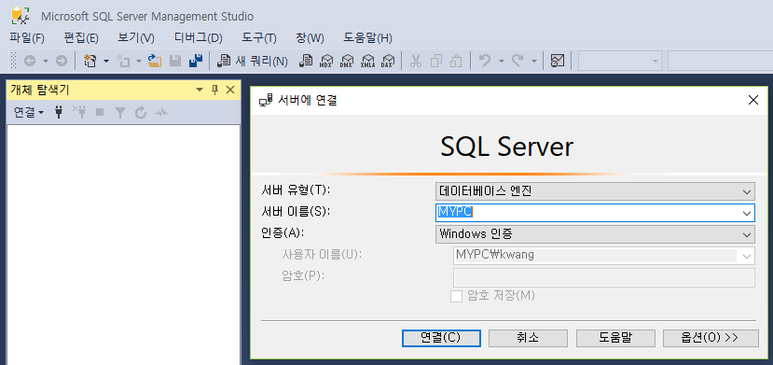 Microsoft SQL Server Management Studio
파일(F) 편집(E) 보기(V) 디버그(D) 도구(T) 창(W) 도움말(H)
새 쿼리(N) MDX DMX XMLA DAX
개체 탐색기
연결
서버에 연결
SQL Server
서버 유형(T): 데이터베이스 엔진
서버 이름(S): MYPC
인증(A): Windows 인증
사용자 이름(U): MYPC\kwang
암호(P):
암호 저장(M)
연결(C) 취소 도움말 옵션(O) >>